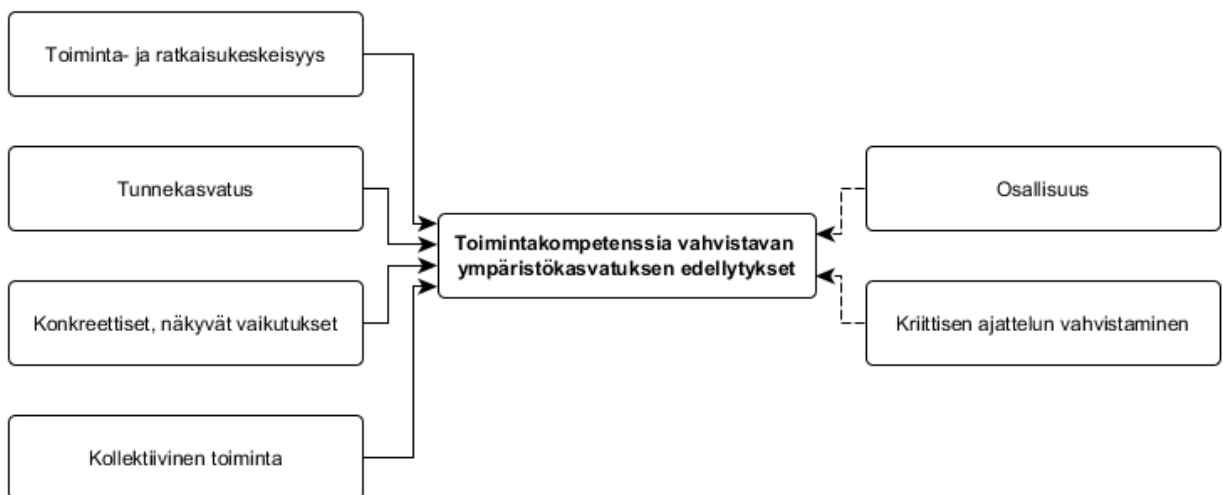 Toiminta- ja ratkaisukeskeisyys
Tunnekasvatus
Konkreettiset, näkyvät vaikutukset
Kollektiivinen toiminta
Toimintakompetenssia vahvistavan
ympäristökasvatuksen edellytykset
Osallisuus
Kriittisen ajattelun vahvistaminen